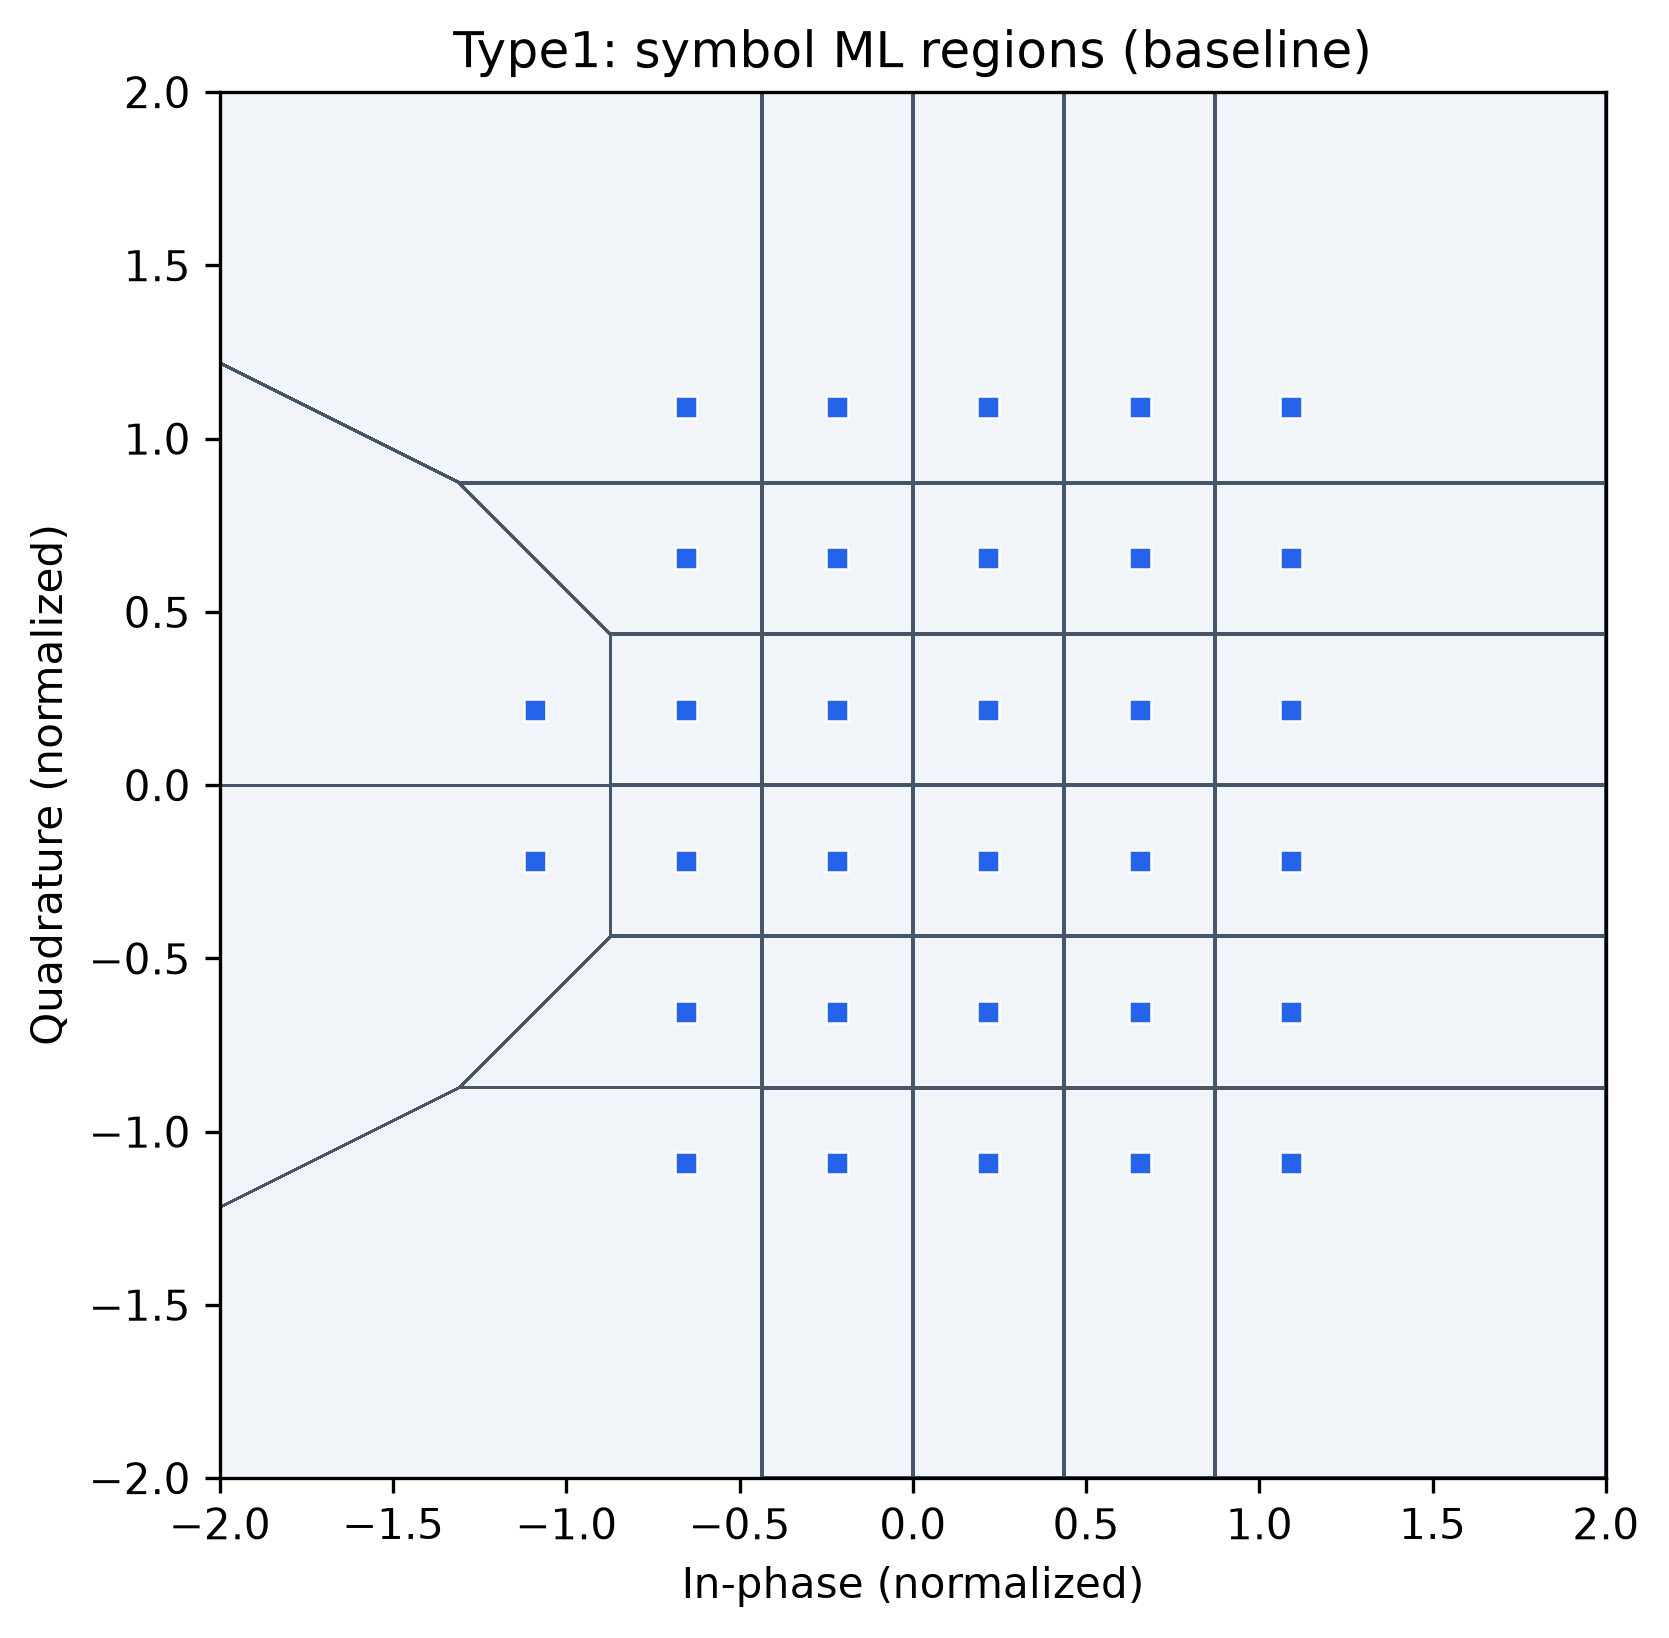 Type1: symbol ML regions (baseline)
2.0
1.5
1.0
0.5
0.0
−0.5
−1.0
−1.5
−2.0
Quadrature (normalized)
−2.0 −1.5 −1.0 −0.5 0.0 0.5 1.0 1.5 2.0
In-phase (normalized)